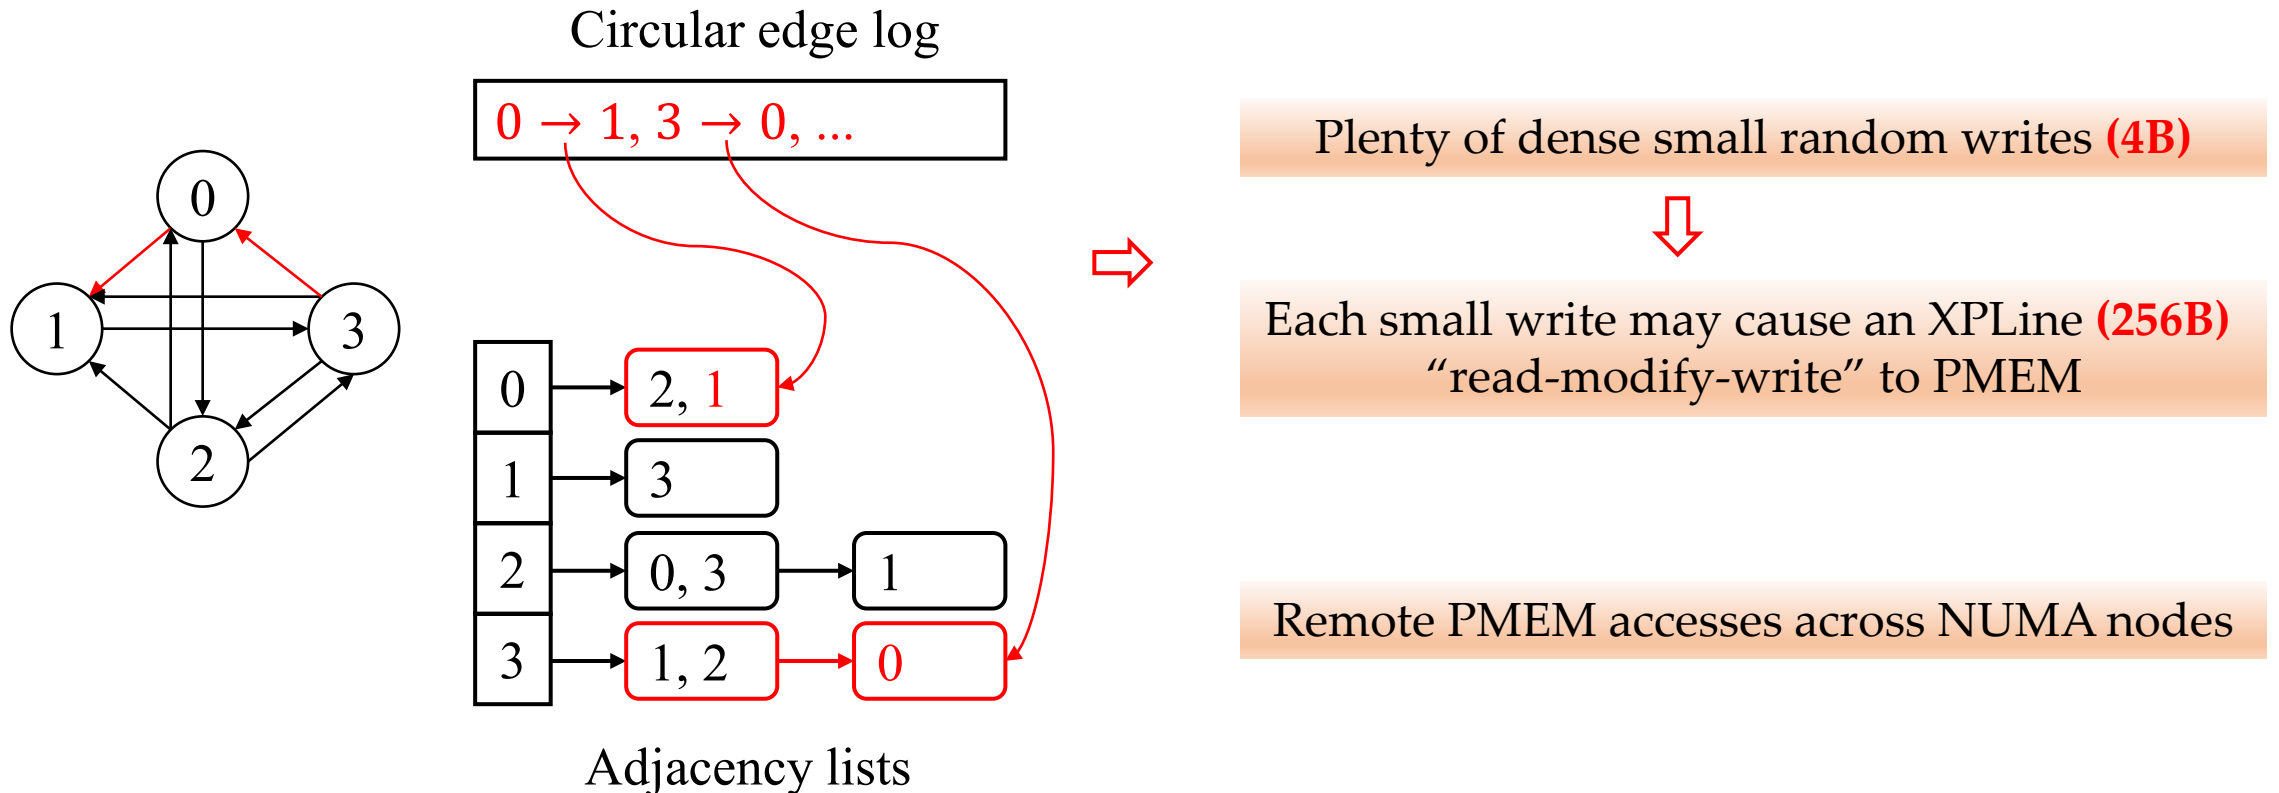 Circular edge log
0 → 1, 3 → 0, ...
0
1
3
2
0
2, 1
1
3
2
0, 3
1
3
1, 2
0
Adjacency lists
Plenty of dense small random writes (4B)
Each small write may cause an XPLine (256B)
“read-modify-write” to PMEM
Remote PMEM accesses across NUMA nodes